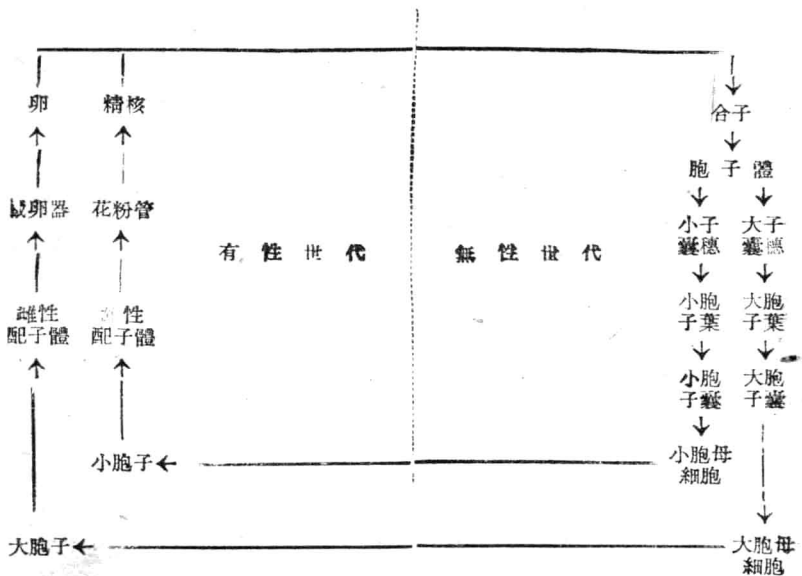 卵
精核
合子
胞子體
藏卵器
花粉管
小子
囊穗
大子
囊穗
有性世代
無性世代
雌性
配子體
性
配子體
小胞
子葉
大胞
子葉
小胞
子囊
大胞
子囊
小胞子
小胞母
細胞
大胞子
大胞母
細胞